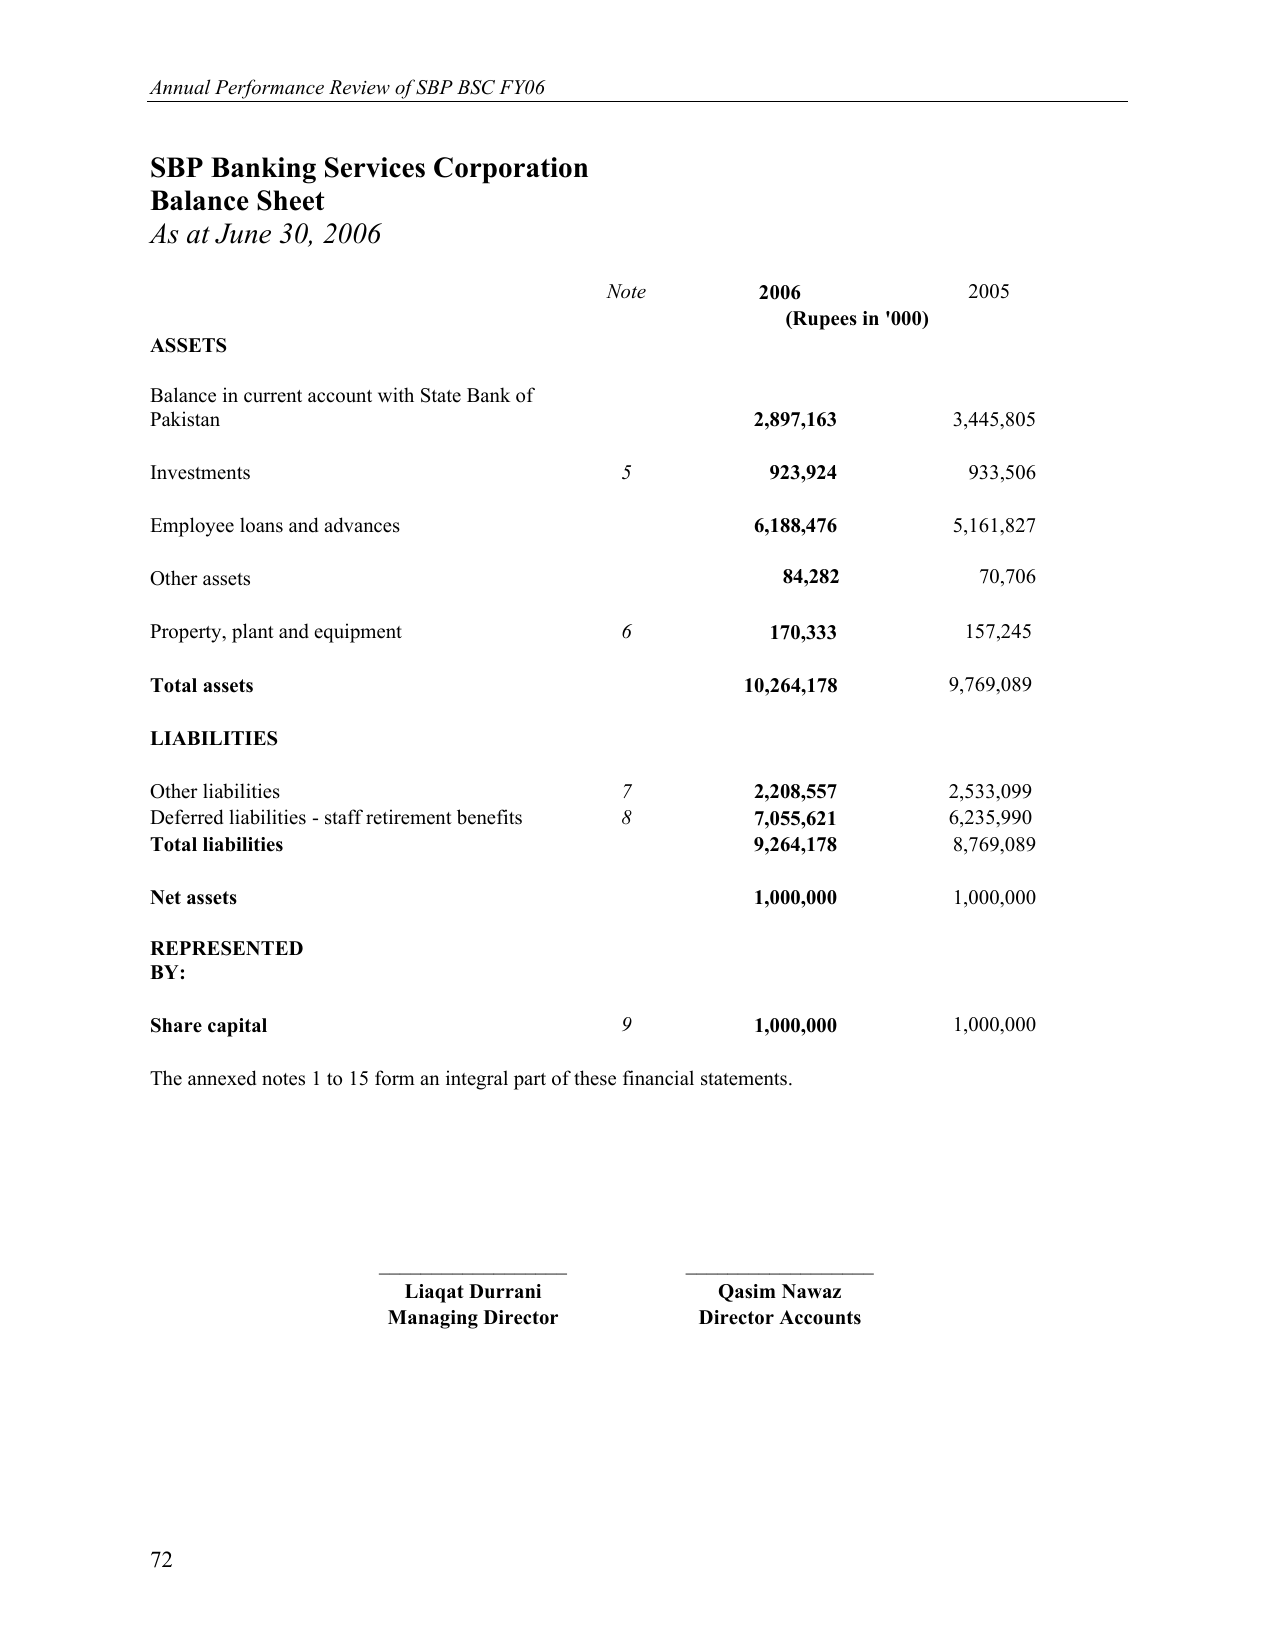 Annual Performance Review of SBP BSC FY06
SBP Banking Services Corporation
Balance Sheet
As at June 30, 2006
Note 2006 2005
(Rupees in '000)
ASSETS
Balance in current account with State Bank of
Pakistan 2,897,163 3,445,805
Investments 5 923,924 933,506
Employee loans and advances 6,188,476 5,161,827
Other assets 84,282 70,706
Property, plant and equipment 6 170,333 157,245
Total assets 10,264,178 9,769,089
LIABILITIES
Other liabilities 7 2,208,557 2,533,099
Deferred liabilities - staff retirement benefits 8 7,055,621 6,235,990
Total liabilities 9,264,178 8,769,089
Net assets 1,000,000 1,000,000
REPRESENTED
BY:
Share capital 9 1,000,000 1,000,000
The annexed notes 1 to 15 form an integral part of these financial statements.
Liaqat Durrani Qasim Nawaz
Managing Director Director Accounts
72